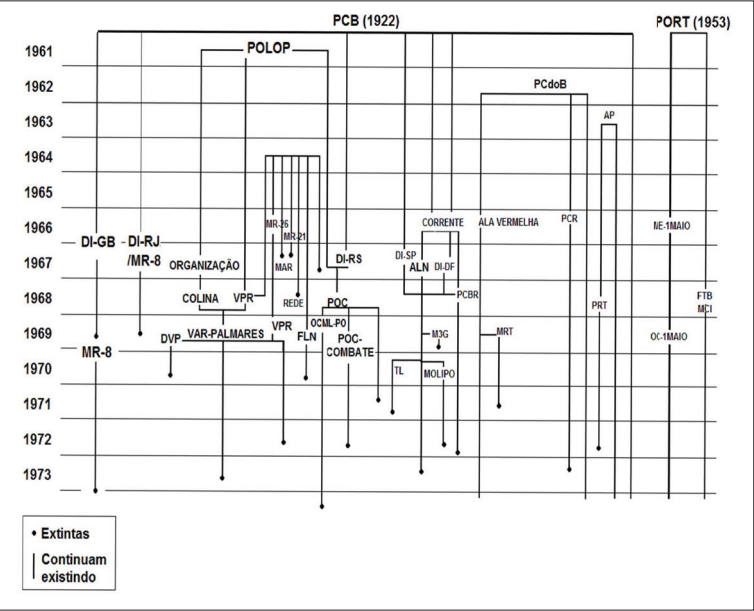 PCB (1922) PORT (1953)
1961 POLOP
1962 PCdoB
1963 AP
1964
1965
1966 MR-26 CORRENTE ALA VERMELHA PCR NE-1MAIO
DI-GB DI-RJ MR-21
/MR-8 DI-RS DI-SP
1967 ORGANIZAÇÃO MAR ALN DI-DF
1968 COLINA VPR REDE POC PCBR PRT FTB
MCI
OCML-PO
1969 DVP VAR-PALMARES VPR FLN POC- M3G MRT OC-1MAIO
MR-8 COMBATE
1970 TL MOLIPO
1971
1972
1973
Extintas
Continuam
existindo